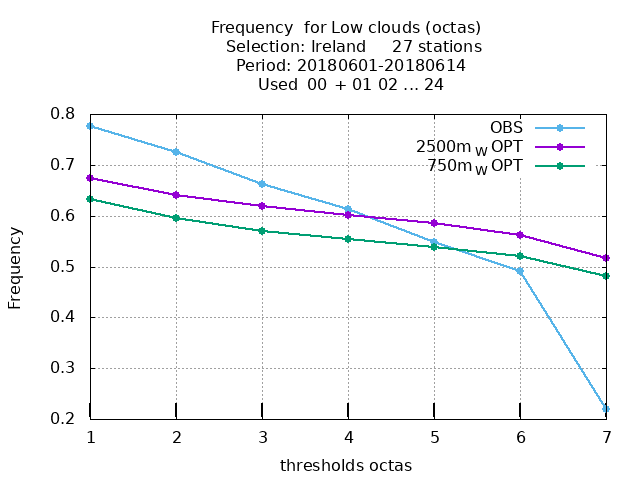 Frequency  for Low clouds (octas)
Selection: Ireland     27 stations
Period: 20180601-20180614
Used  00  + 01 02 ... 24
OBS
2500m W OPT
750m W OPT
Frequency
0.8
0.7
0.6
0.5
0.4
0.3
0.2
1 2 3 4 5 6 7
thresholds octas